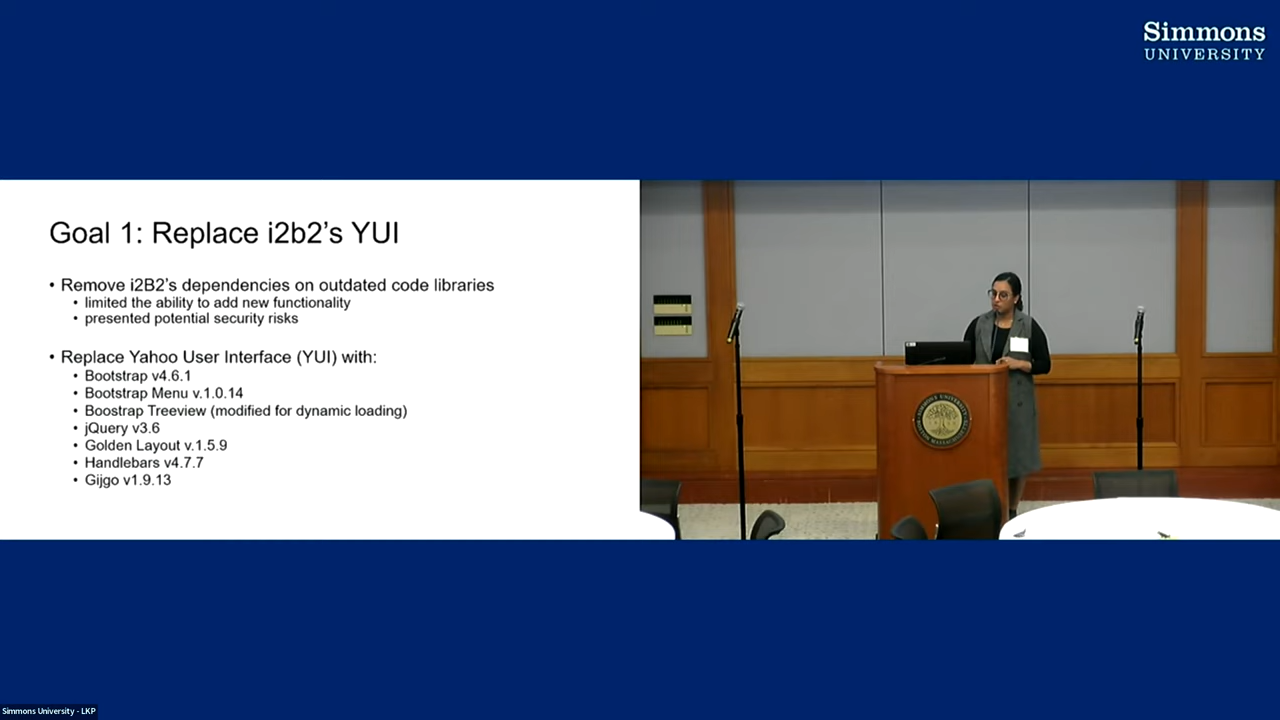 Simmons
UNIVERSITY
Goal 1: Replace i2b2's YUI
• Remove i2B2's dependencies on outdated code libraries
• limited the ability to add new functionality
• presented potential security risks
• Replace Yahoo User Interface (YUI) with:
• Bootstrap v4.6.1
• Bootstrap Menu v.1.0.14
• Boostrap Treeview (modified for dynamic loading)
• jQuery v3.6
• Golden Layout v.1.5.9
• Handlebars v4.7.7
• Gijgo v1.9.13
Simmons University - LKP